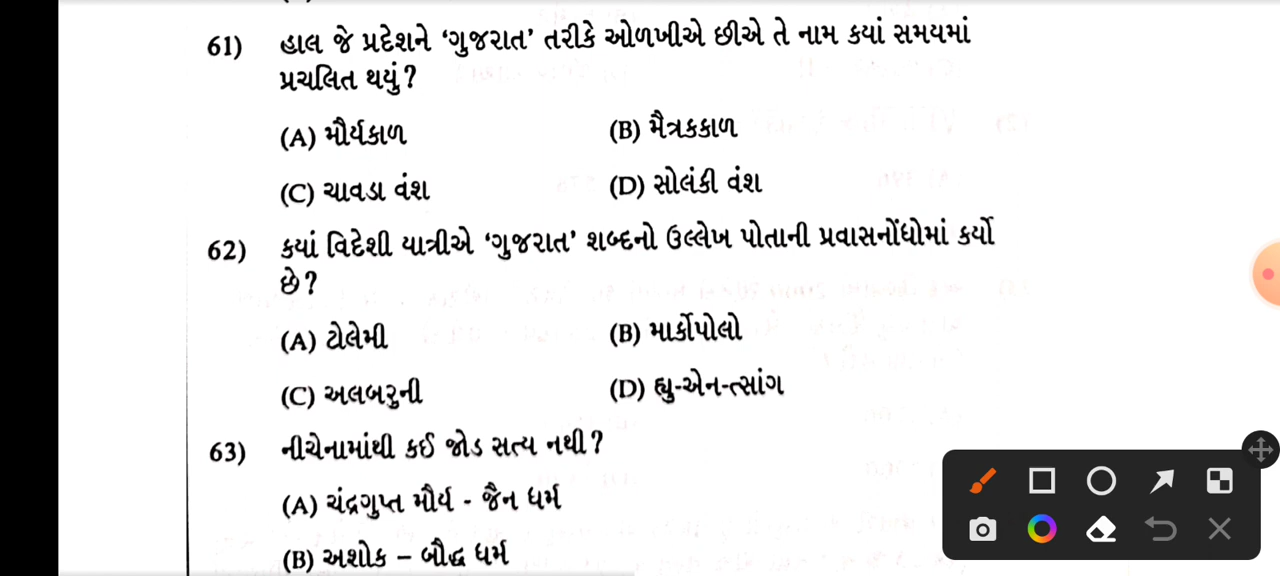 61) હાલ જે પ્રદેશને ‘ગુજરાત’ તરીકે ઓળખીએ છીએ તે નામ કયાં સમયમાં
પ્રચલિત થયું?
(A) મૌર્યકાળ (B) મૈત્રકકાળ
(C) ચાવડા વંશ (D) સોલંકી વંશ
62) કયાં વિદેશી યાત્રીએ ‘ગુજરાત’ શબ્દનો ઉલ્લેખ પોતાની પ્રવાસનોંધોમાં કર્યો
છે?
(A) ટોલેમી (B) માર્કોપોલો
(C) અલબરુની (D) હ્યુ-એન-ત્સાંગ
63) નીચેનામાંથી કઈ જોડ સત્ય નથી?
(A) ચંદ્રગુપ્ત મૌર્ય - જૈન ધર્મ
(B) અશોક – બૌદ્ધ ધર્મ